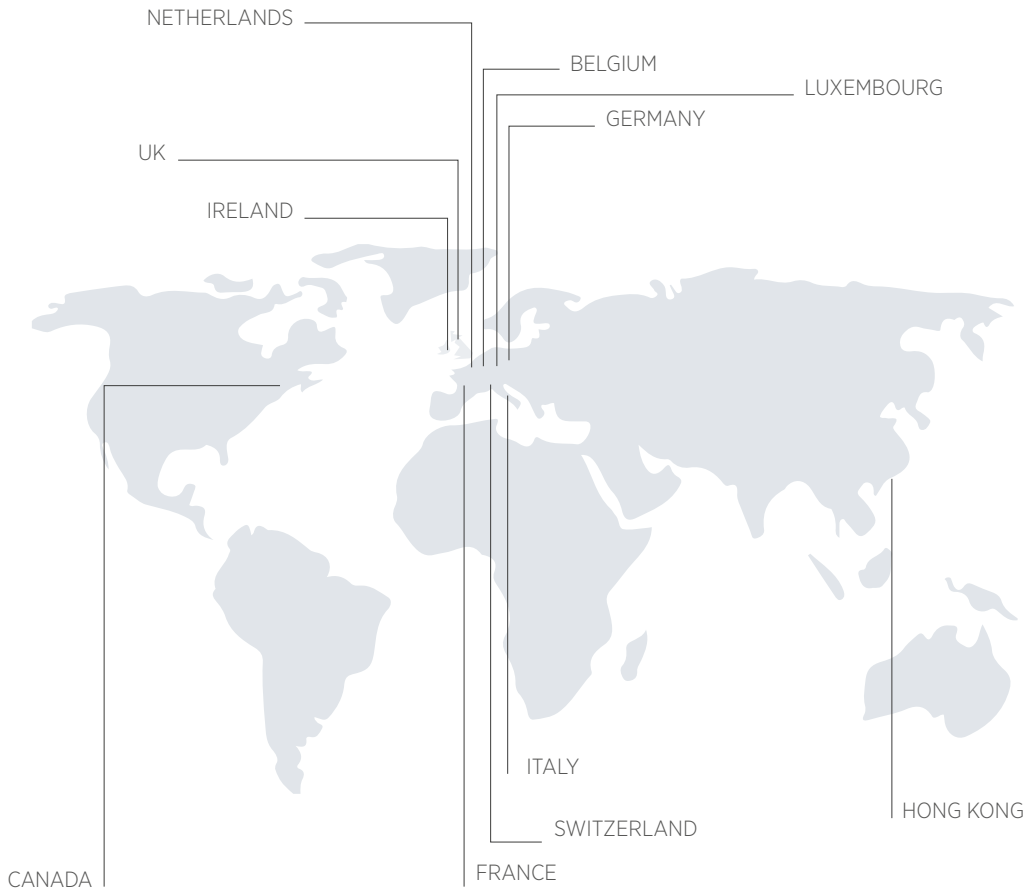 NETHERLANDS
BELGIUM
LUXEMBOURG
GERMANY
UK
IRELAND
ITALY
HONG KONG
SWITZERLAND
FRANCE
CANADA